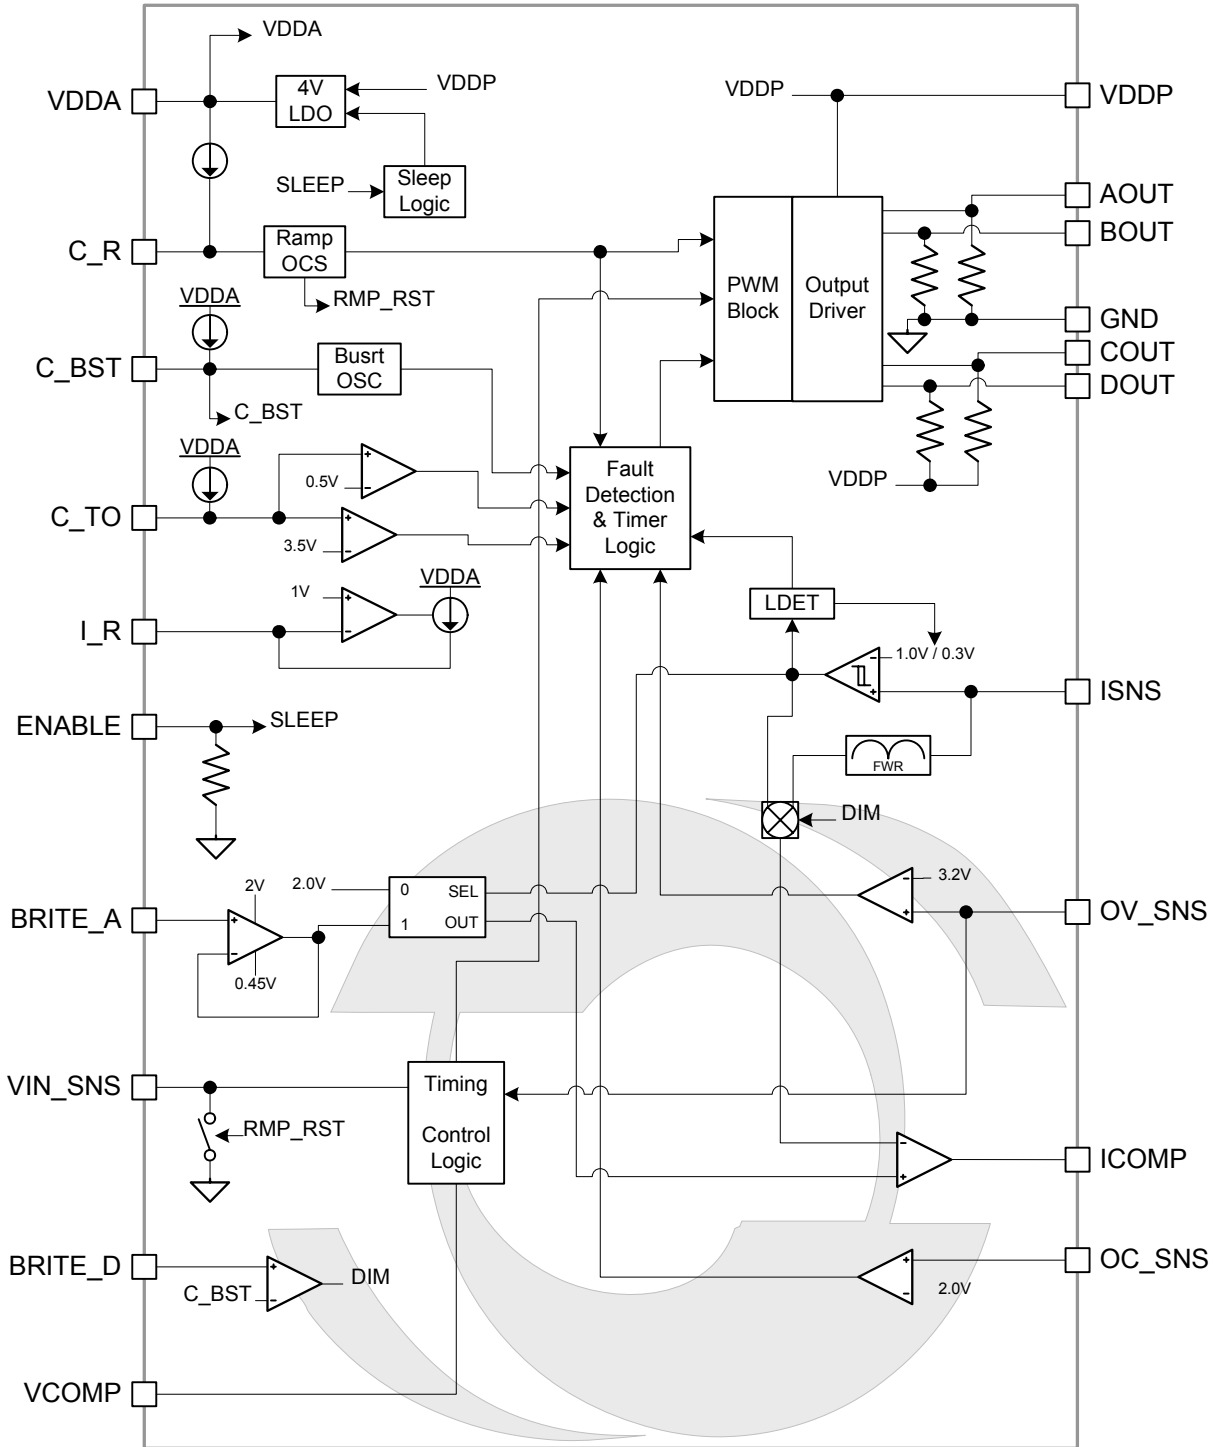 VDDA
VDDA
4V
LDO
VDDP
SLEEP
Sleep
Logic
C_R
Ramp
OCS
RMP_RST
VDDA
C_BST
Busrt
OSC
C_BST
VDDA
C_TO
+
-
0.5V
+
-
3.5V
Fault
Detection
& Timer
Logic
I_R
1V
+
-
VDDA
ENABLE
SLEEP
BRITE_A
+
-
2V
0.45V
2.0V
0
1
SEL
OUT
VIN_SNS
RMP_RST
Timing
Control
Logic
BRITE_D
C_BST
+
-
DIM
VCOMP
VDDP
VDDP
PWM
Block
Output
Driver
AOUT
BOUT
GND
COUT
DOUT
VDDP
LDET
-
+
1.0V / 0.3V
ISNS
FWR
DIM
-
+
3.2V
OV_SNS
-
+
ICOMP
+
-
2.0V
OC_SNS